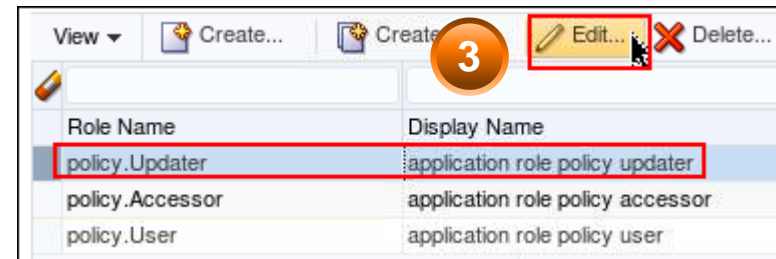 View Create... Create 3 Edit... Delete...
Role Name Display Name
policy.Updater application role policy updater
policy.Accessor application role policy accessor
policy.User application role policy user